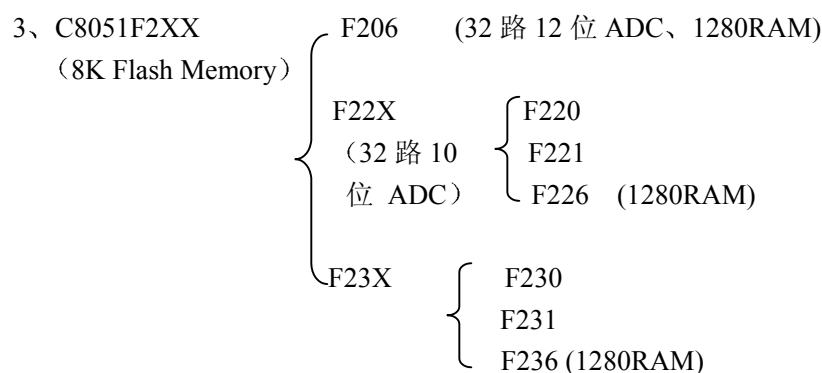 3、C8051F2XX F206 (32 路 12 位 ADC、1280RAM)
（8K Flash Memory）
F22X F220
（32 路 10 F221
位 ADC） F226 (1280RAM)
F23X F230
F231
F236 (1280RAM)